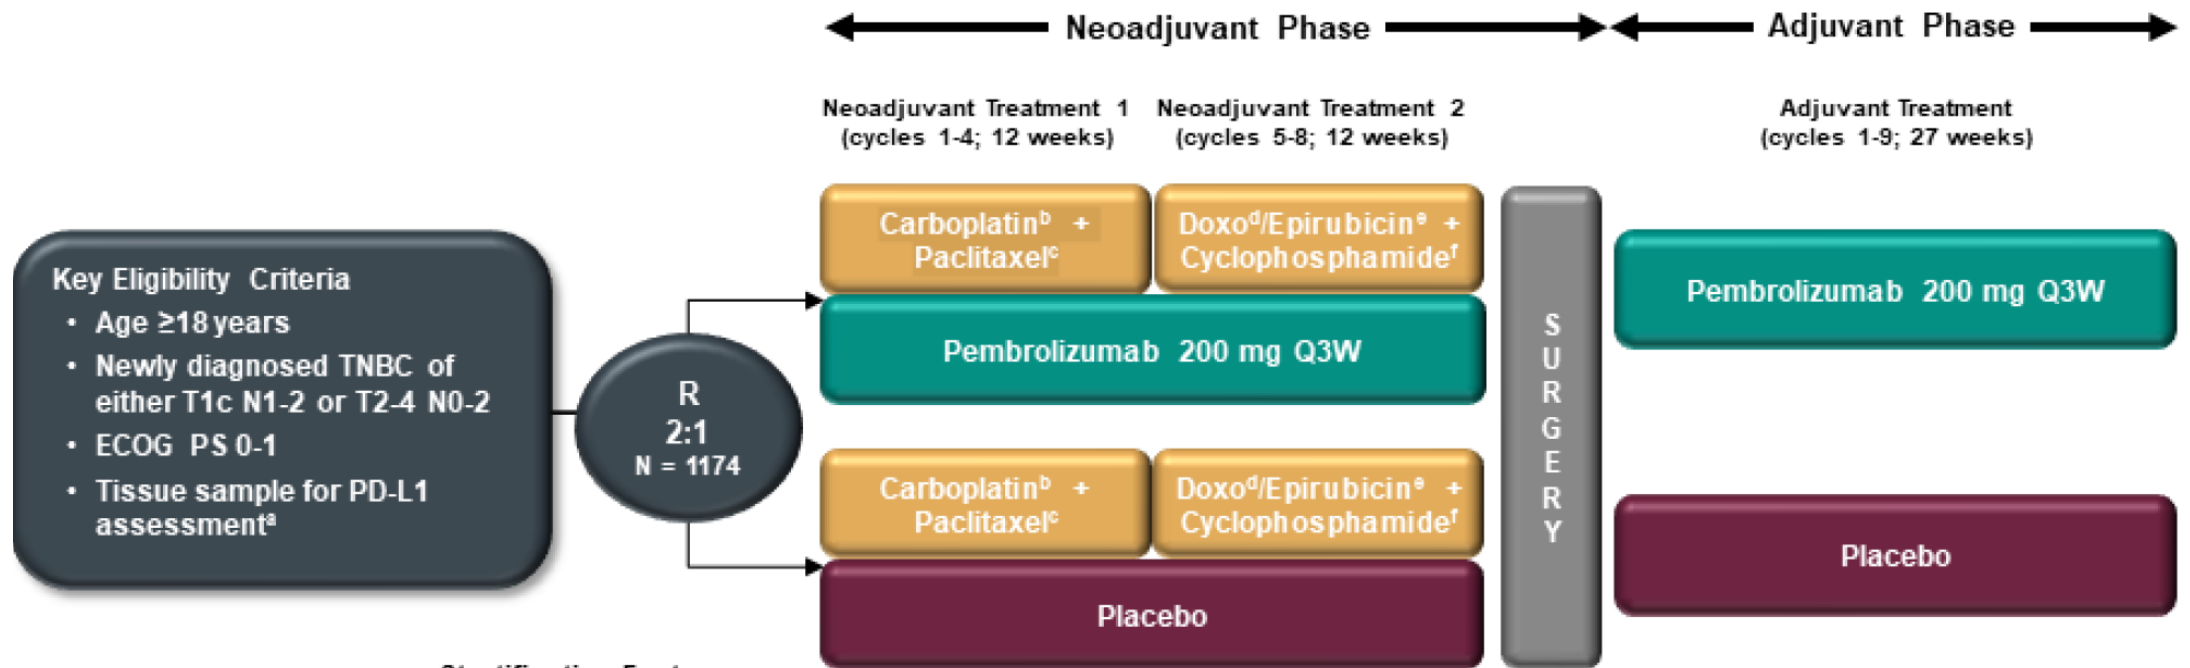 Neoadjuvant Phase
Adjuvant Phase
Neoadjuvant Treatment 1
(cycles 1-4; 12 weeks)
Neoadjuvant Treatment 2
(cycles 5-8; 12 weeks)
Adjuvant Treatment
(cycles 1-9; 27 weeks)
Key Eligibility Criteria
• Age ≥18 years
• Newly diagnosed TNBC of
either T1c N1-2 or T2-4 N0-2
• ECOG PS 0-1
• Tissue sample for PD-L1
assessmentᵃ
R
2:1
N = 1174
Carboplatinᵇ +
Paclitaxelᶜ
Doxoᵈ/Epirubicinᵉ +
Cyclophosphamideᶠ
Pembrolizumab 200 mg Q3W
Carboplatinᵇ +
Paclitaxelᶜ
Doxoᵈ/Epirubicinᵉ +
Cyclophosphamideᶠ
Placebo
SURGERY
Pembrolizumab 200 mg Q3W
Placebo